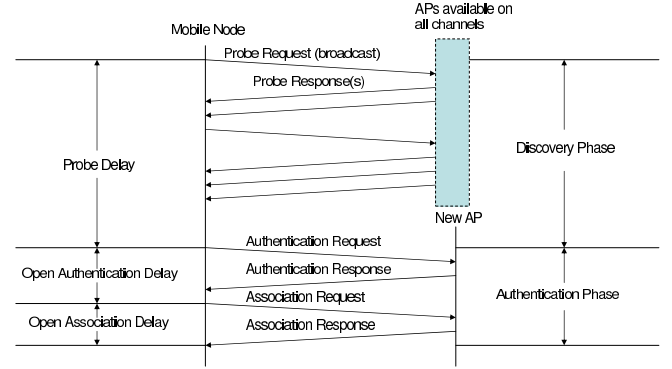 APs available on
all channels
Mobile Node
Probe Request (broadcast)
Probe Response(s)
Probe Delay
Discovery Phase
New AP
Authentication Request
Open Authentication Delay
Authentication Response
Association Request
Authentication Phase
Open Association Delay
Association Response